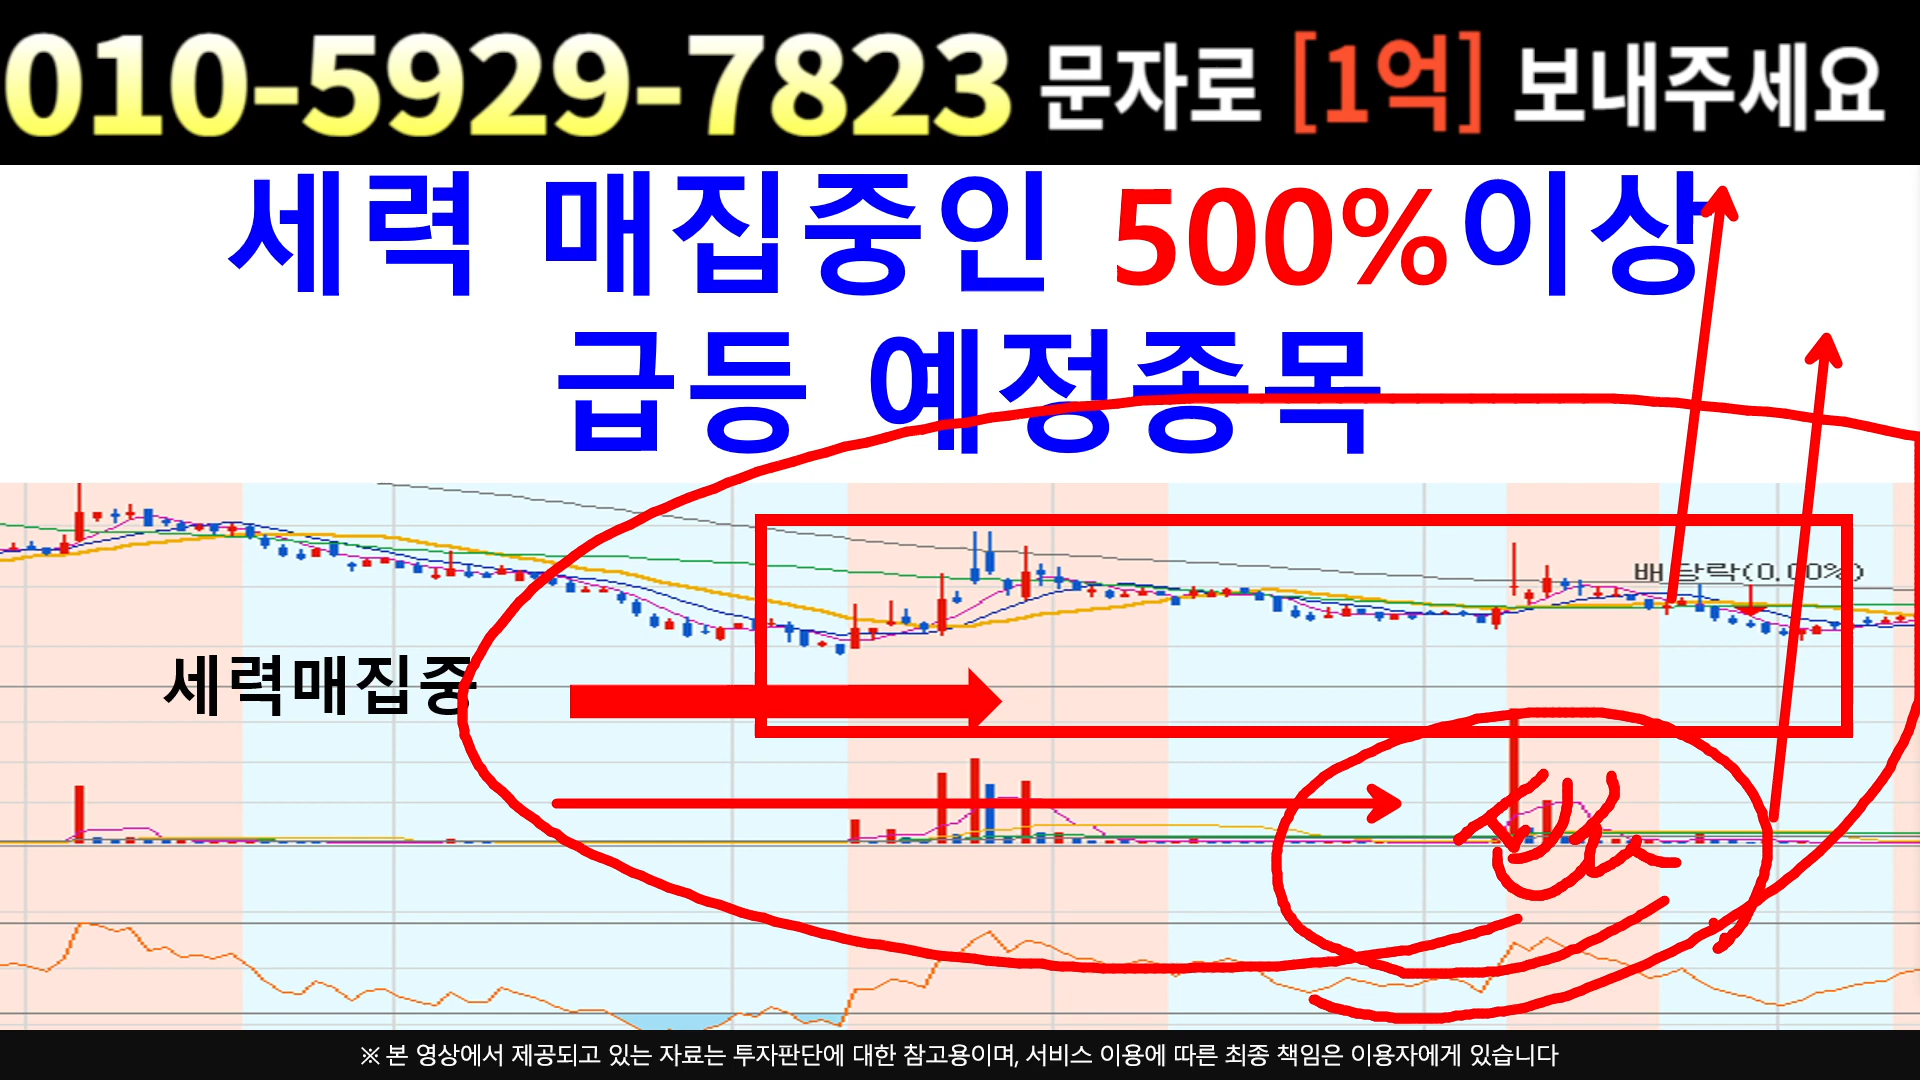 010-5929-7823 문자로 [1억] 보내주세요
세력 매집중인 500%이상
급등 예정종목
배당락(0.00%)
세력매집중
※ 본 영상에서 제공되고 있는 자료는 투자판단에 대한 참고용이며, 서비스 이용에 따른 최종 책임은 이용자에게 있습니다